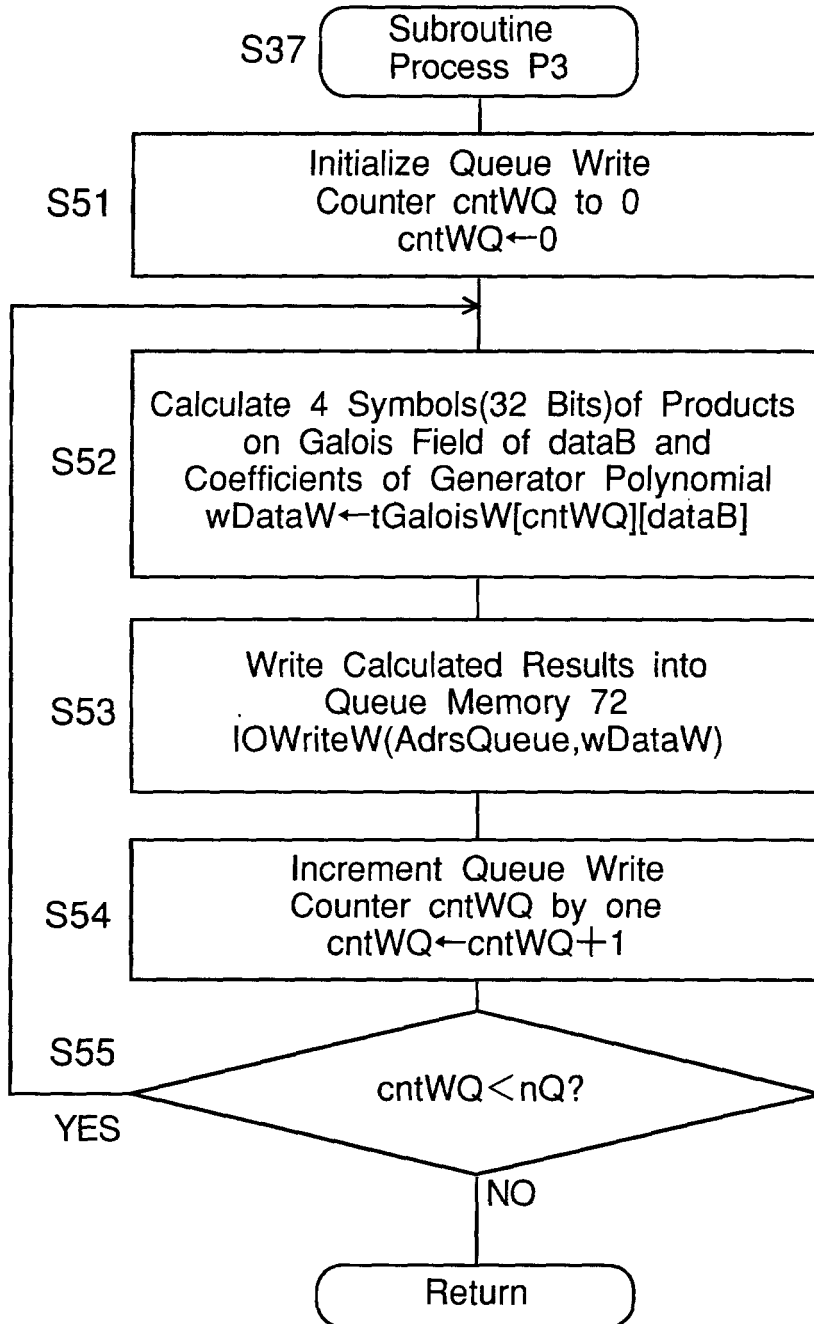 S37
Subroutine
Process P3
S51
Initialize Queue Write
Counter cntWQ to 0
cntWQ←0
S52
Calculate 4 Symbols(32 Bits)of Products
on Galois Field of dataB and
Coefficients of Generator Polynomial
wDataW←tGaloisW[cntWQ][dataB]
S53
Write Calculated Results into
Queue Memory 72
IOWriteW(AdrsQueue,wDataW)
S54
Increment Queue Write
Counter cntWQ by one
cntWQ←cntWQ+1
S55
cntWQ<nQ?
YES
NO
Return